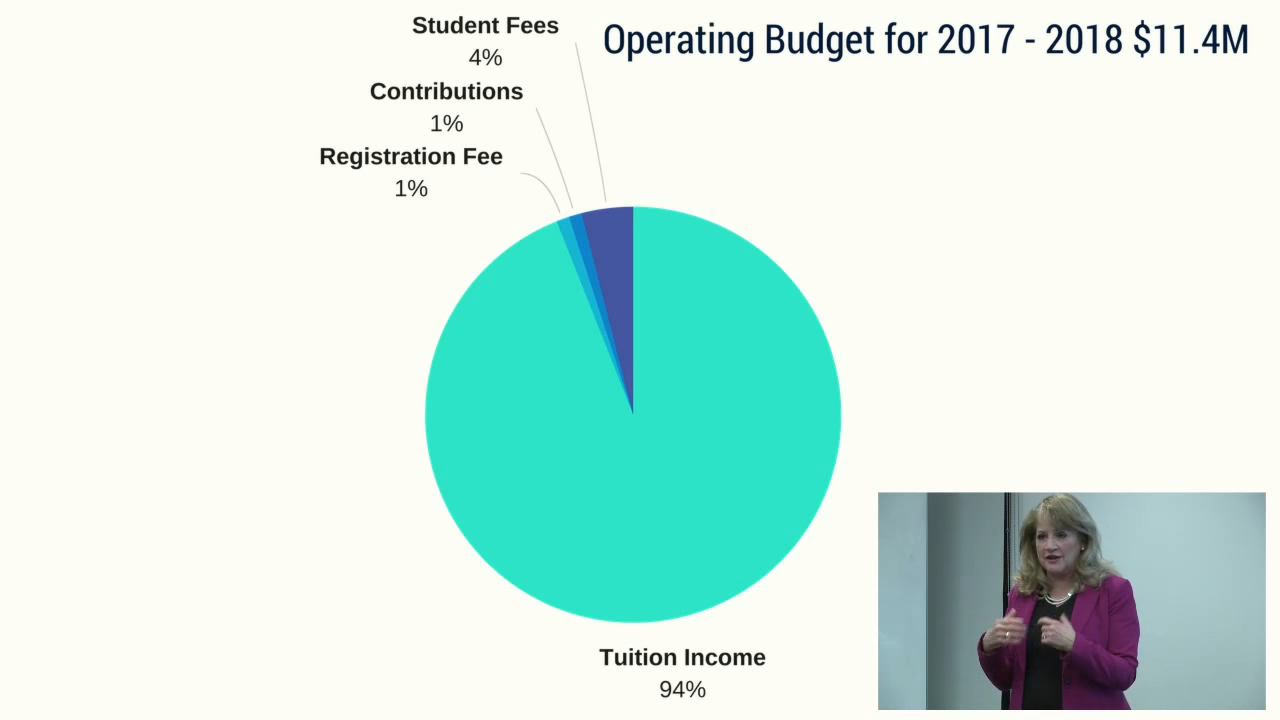 Operating Budget for 2017 - 2018 $11.4M
Student Fees
4%
Contributions
1%
Registration Fee
1%
Tuition Income
94%